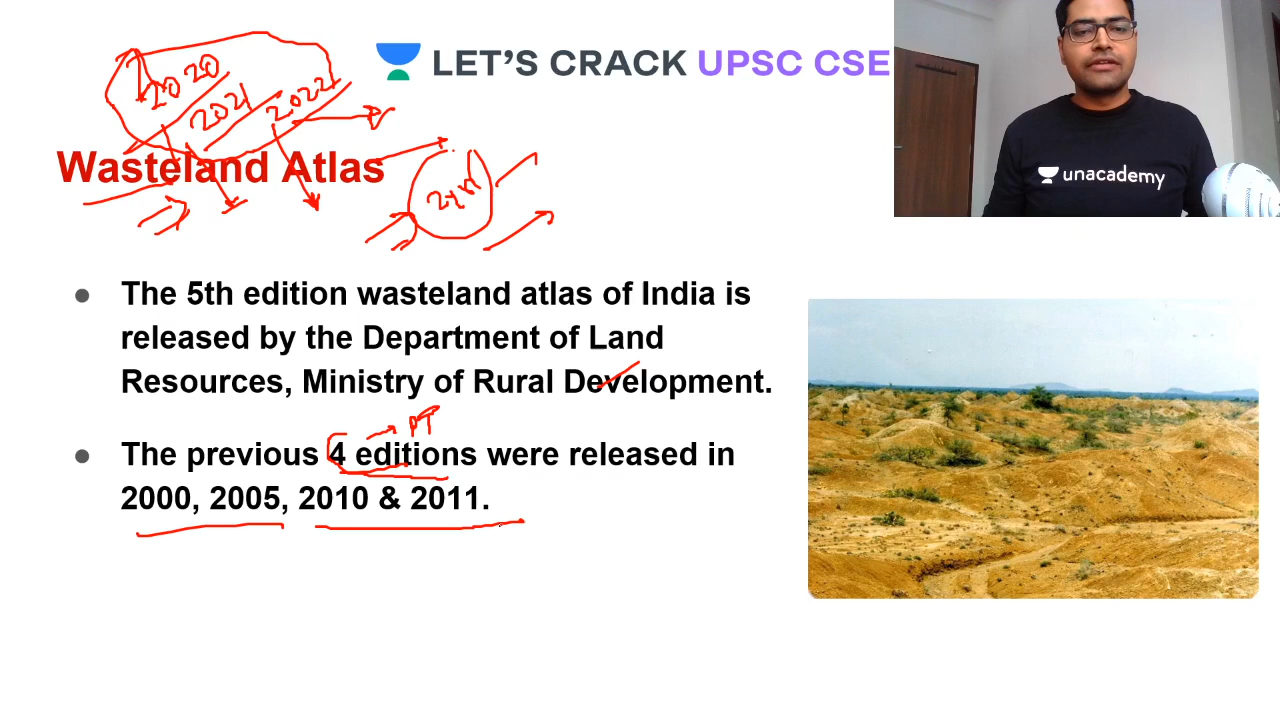 LET'S CRACK UPSC CSE
2020
2021
2022
Wasteland Atlas
unacademy
● The 5th edition wasteland atlas of India is
released by the Department of Land
Resources, Ministry of Rural Development.
PT
● The previous 4 editions were released in
2000, 2005, 2010 & 2011.